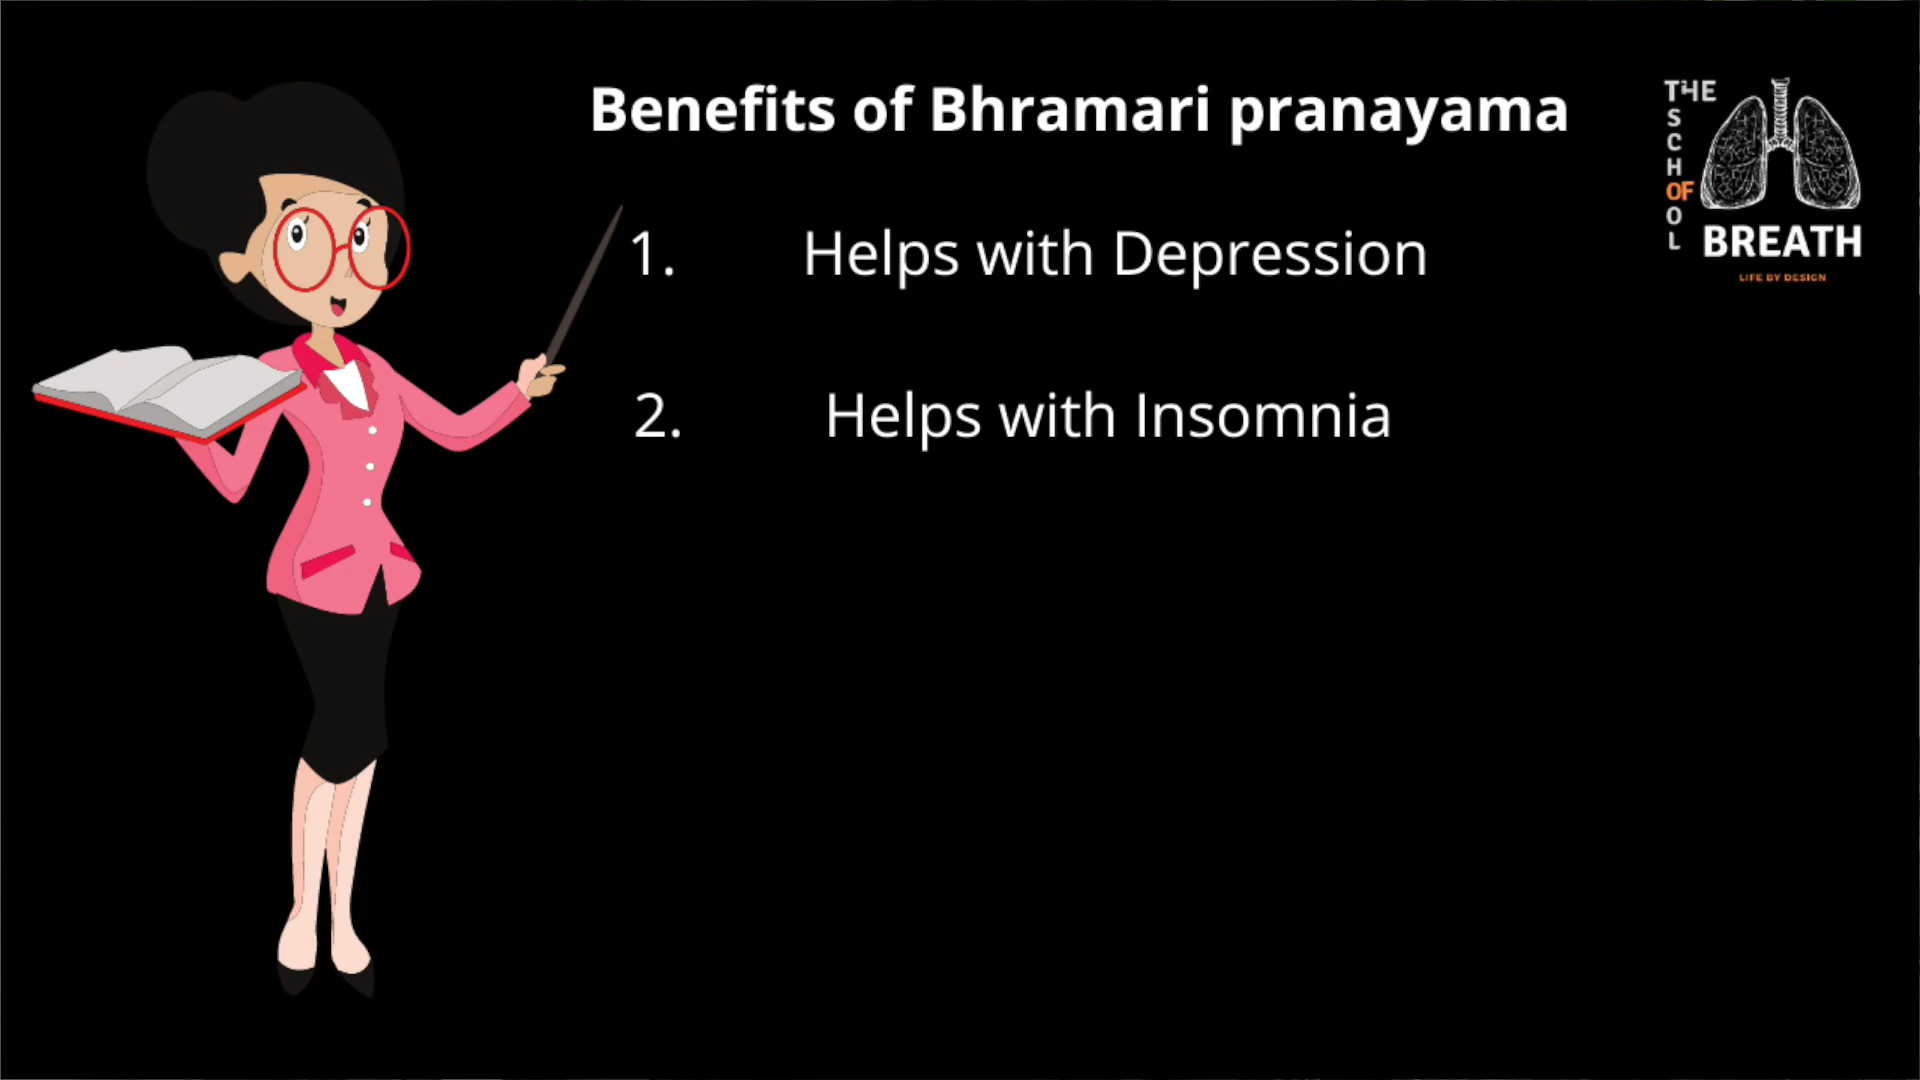 Benefits of Bhramari pranayama
1. Helps with Depression
2. Helps with Insomnia
THE
SCHOOL
OF
BREATH
LIFE BY DESIGN